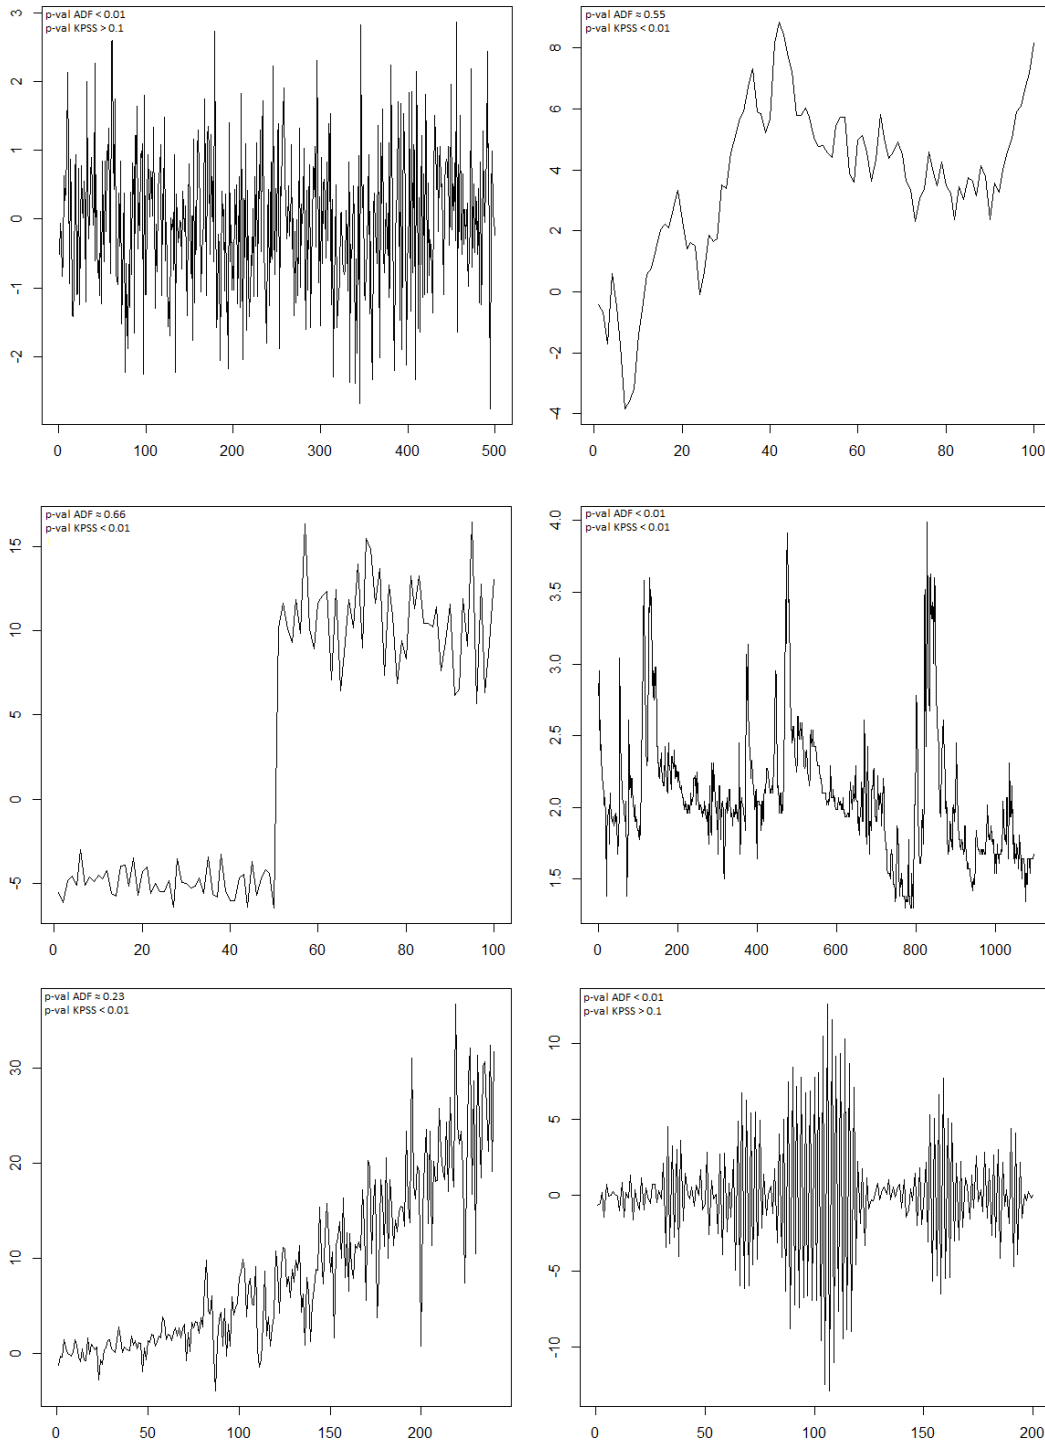 p-val ADF < 0.01
p-val KPSS > 0.1
3
2
1
0
-1
-2
0 100 200 300 400 500
p-val ADF ≈ 0.55
p-val KPSS < 0.01
8
6
4
2
0
-2
-4
0 20 40 60 80 100
p-val ADF ≈ 0.66
p-val KPSS < 0.01
15
10
5
0
-5
0 20 40 60 80 100
p-val ADF < 0.01
p-val KPSS < 0.01
4.0
3.5
3.0
2.5
2.0
1.5
0 200 400 600 800 1000
p-val ADF ≈ 0.23
p-val KPSS < 0.01
30
20
10
0
0 50 100 150 200
p-val ADF < 0.01
p-val KPSS > 0.1
10
5
0
-5
-10
0 50 100 150 200